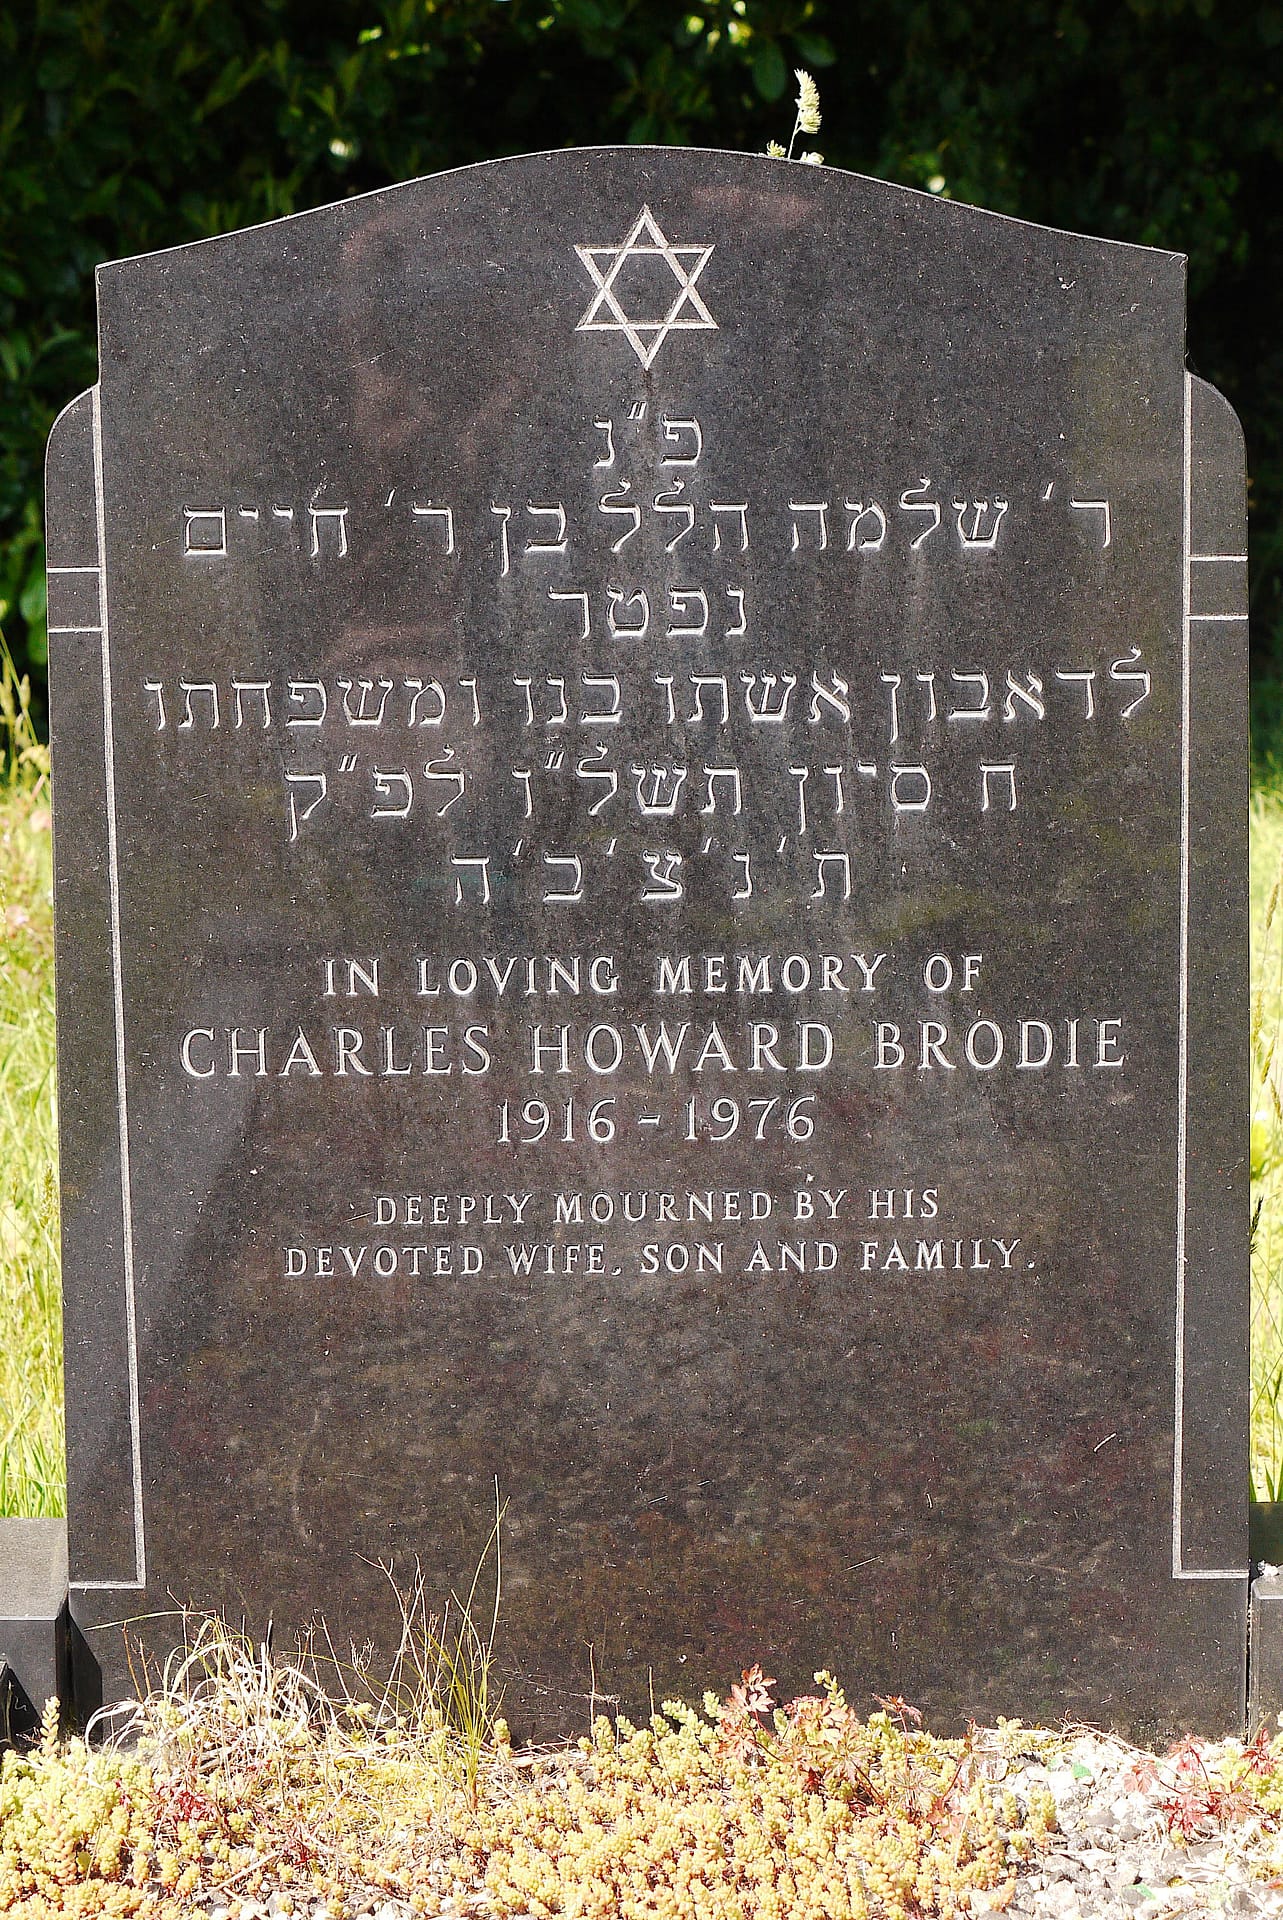 פ"נ
ר' שלמה הלל בן ר' חיים
נפטר
לדאבון אשתו בנו ומשפחתו
ח סיון תשל"ו לפ"ק
ת'נ'צ'ב'ה
IN LOVING MEMORY OF
CHARLES HOWARD BRODIE
1916 - 1976
DEEPLY MOURNED BY HIS
DEVOTED WIFE, SON AND FAMILY.